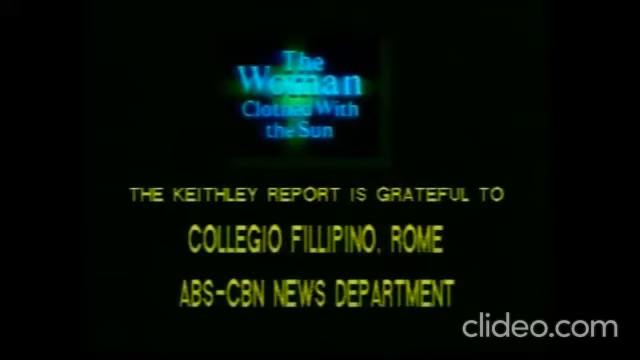 The
Woman
Clothed With
the Sun
THE KEITHLEY REPORT IS GRATEFUL TO
COLLEGIO FILLIPINO, ROME
ABS-CBN NEWS DEPARTMENT
clideo.com